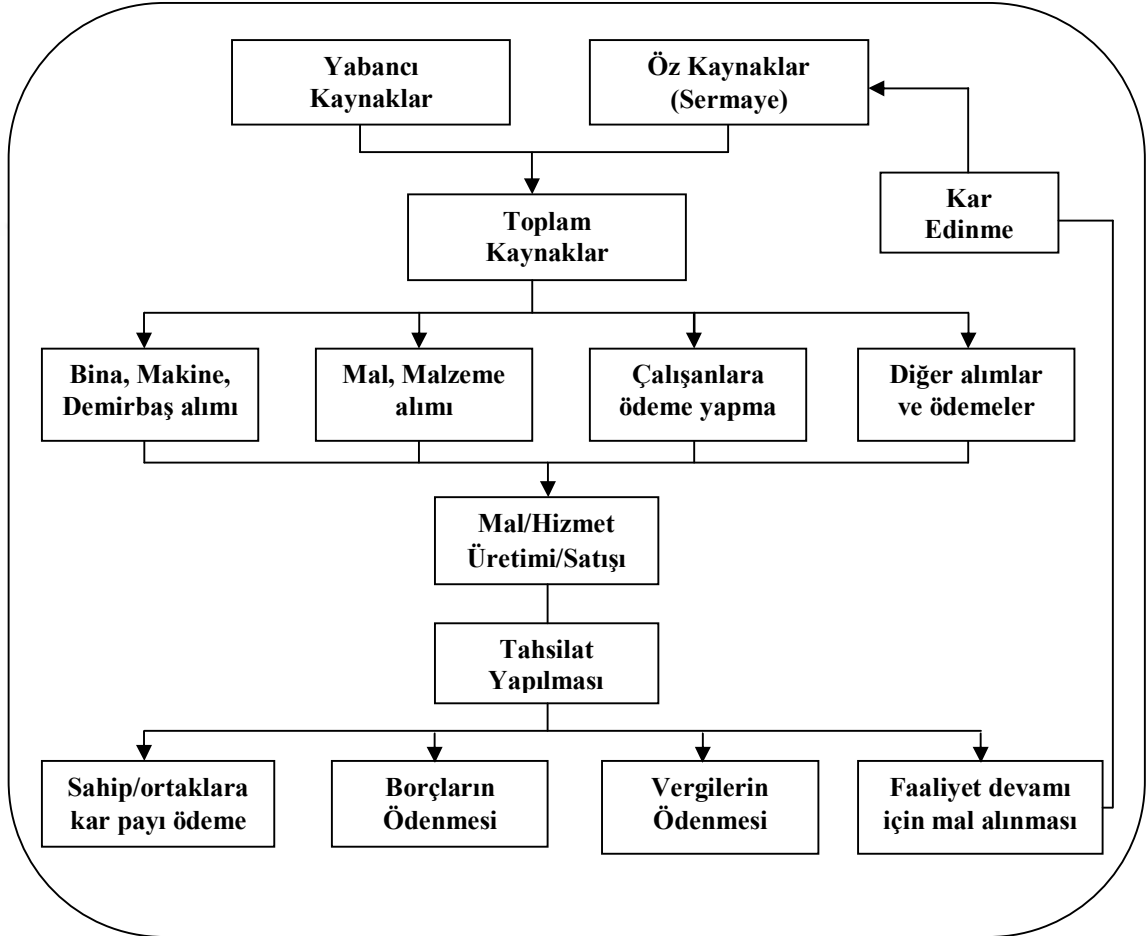 Yabancı
Kaynaklar
Öz Kaynaklar
(Sermaye)
Kar
Edinme
Toplam
Kaynaklar
Bina, Makine,
Demirbaş alımı
Mal, Malzeme
alımı
Çalışanlara
ödeme yapma
Diğer alımlar
ve ödemeler
Mal/Hizmet
Üretimi/Satışı
Tahsilat
Yapılması
Sahip/ortaklara
kar payı ödeme
Borçların
Ödenmesi
Vergilerin
Ödenmesi
Faaliyet devamı
için mal alınması